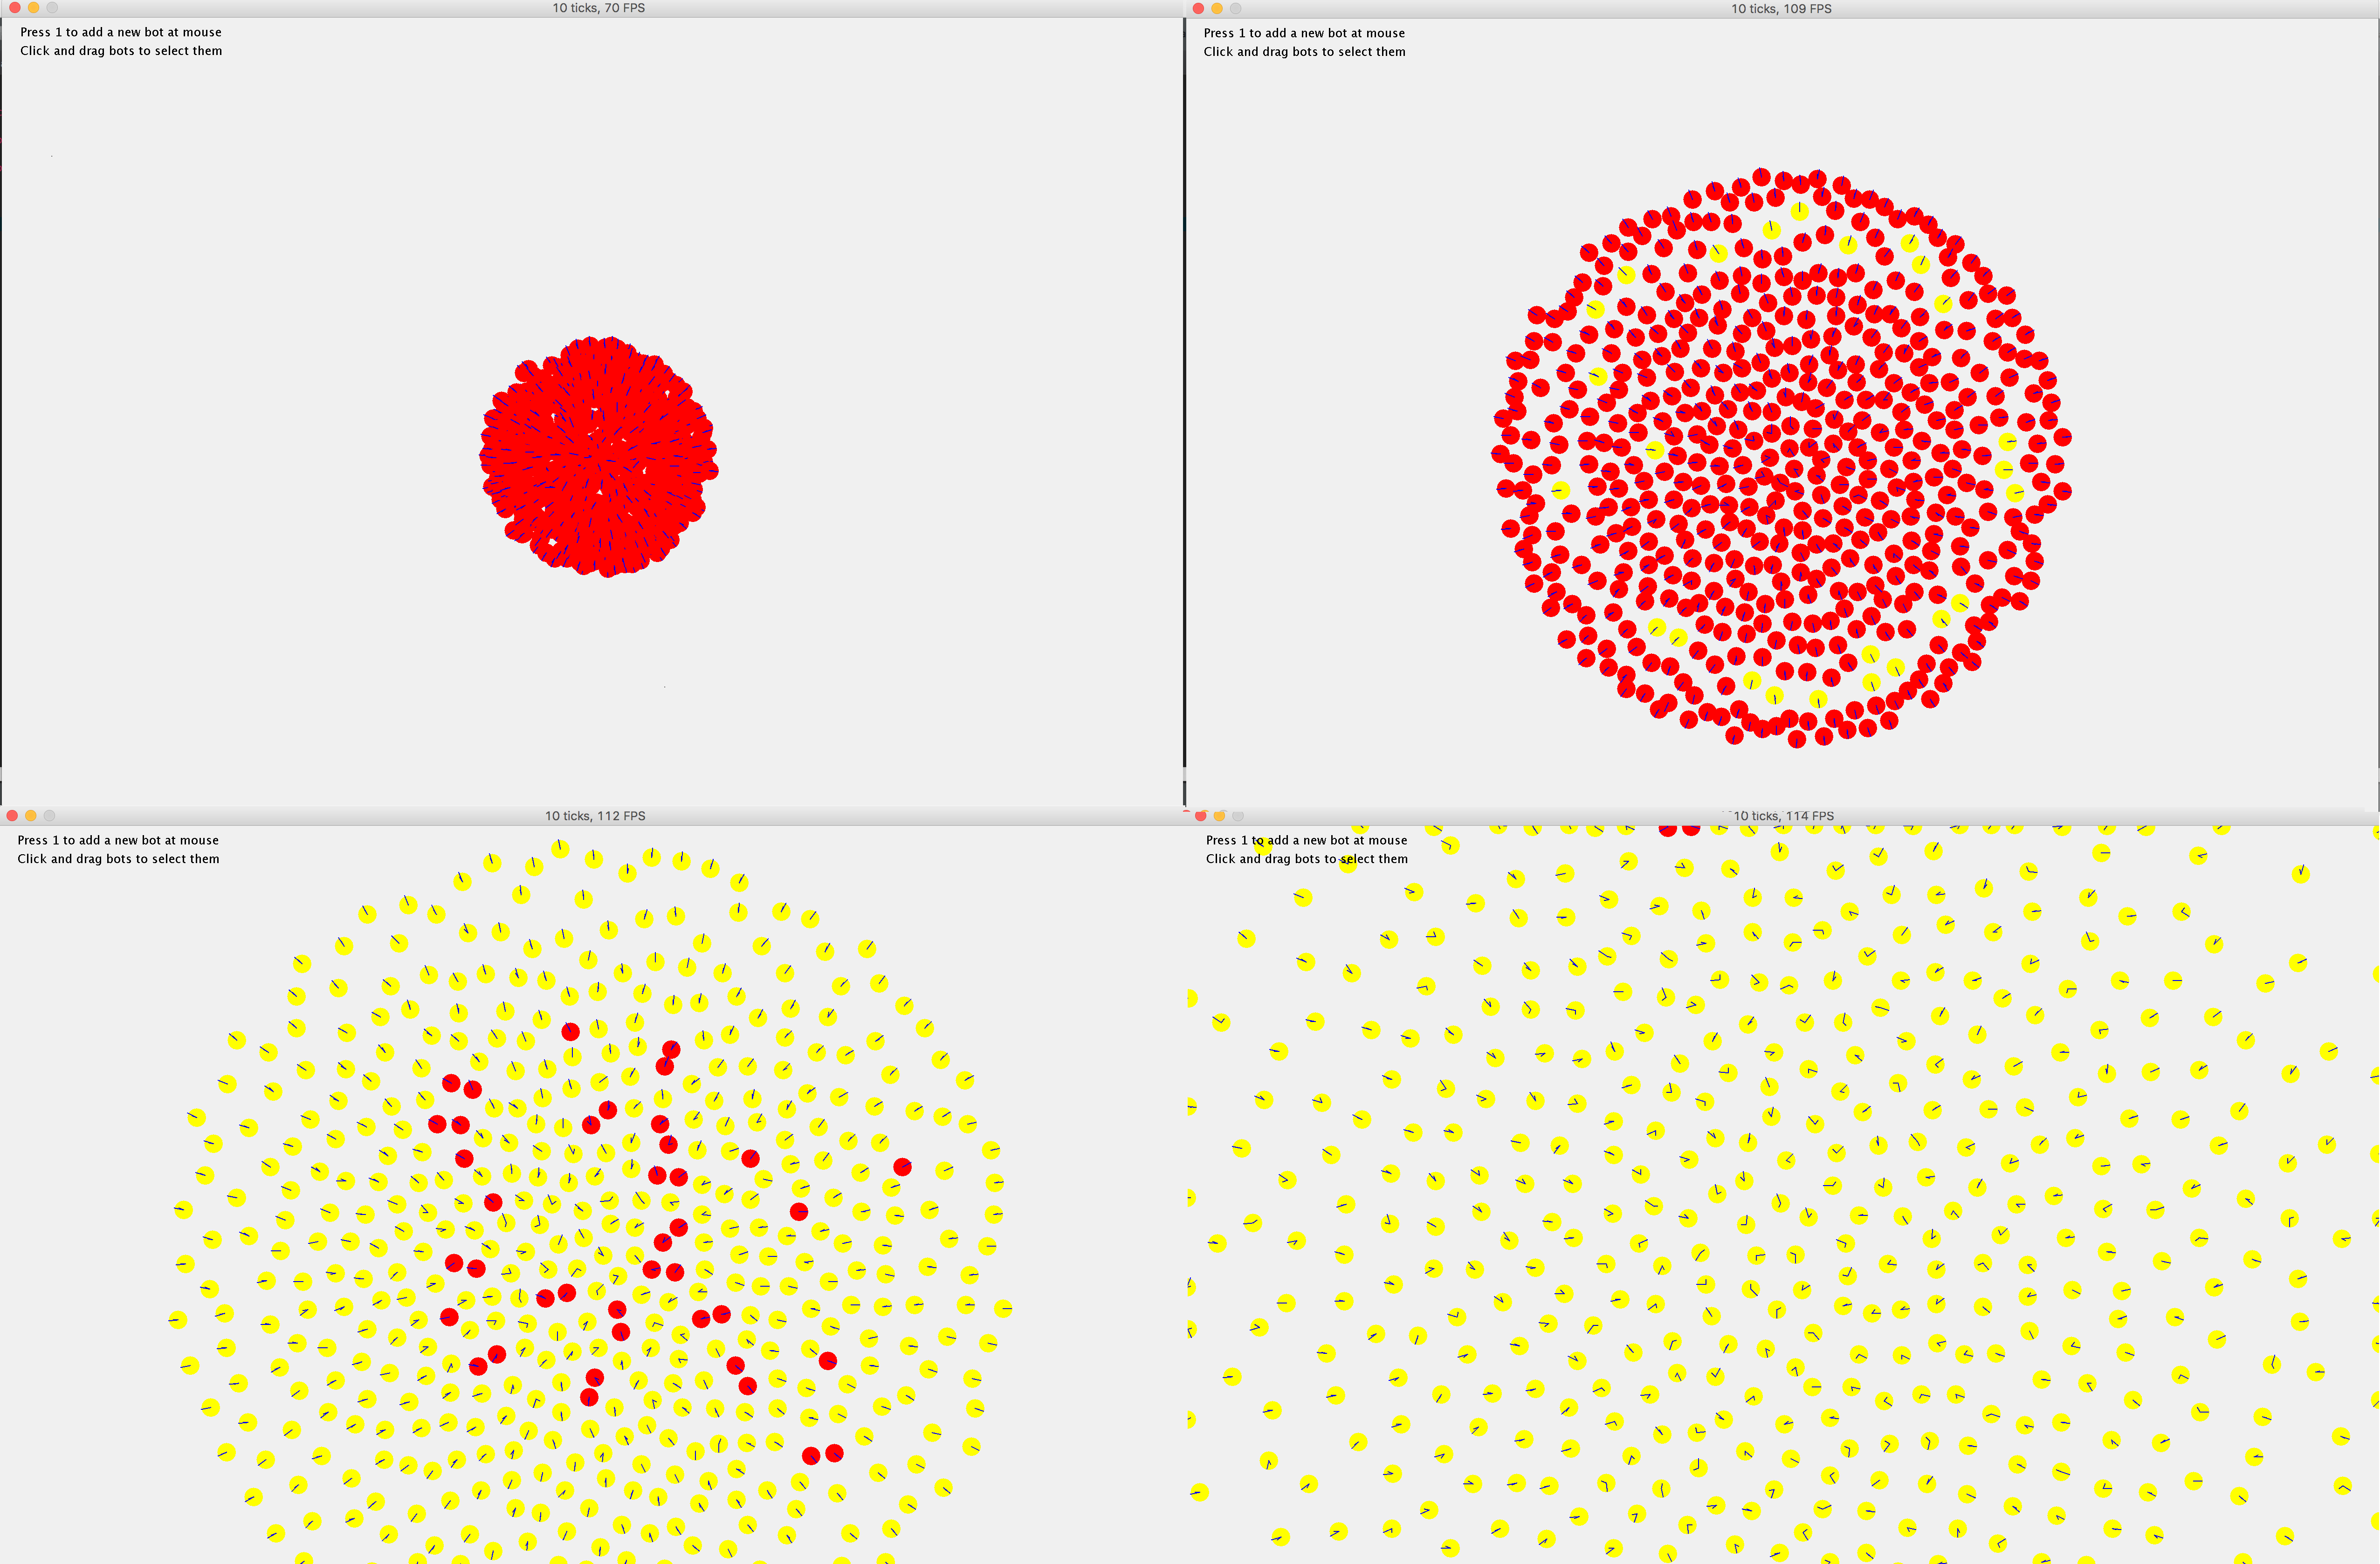 10 ticks, 70 FPS
Press 1 to add a new bot at mouse
Click and drag bots to select them
10 ticks, 109 FPS
Press 1 to add a new bot at mouse
Click and drag bots to select them
10 ticks, 112 FPS
Press 1 to add a new bot at mouse
Click and drag bots to select them
10 ticks, 114 FPS
Press 1 to add a new bot at mouse
Click and drag bots to select them